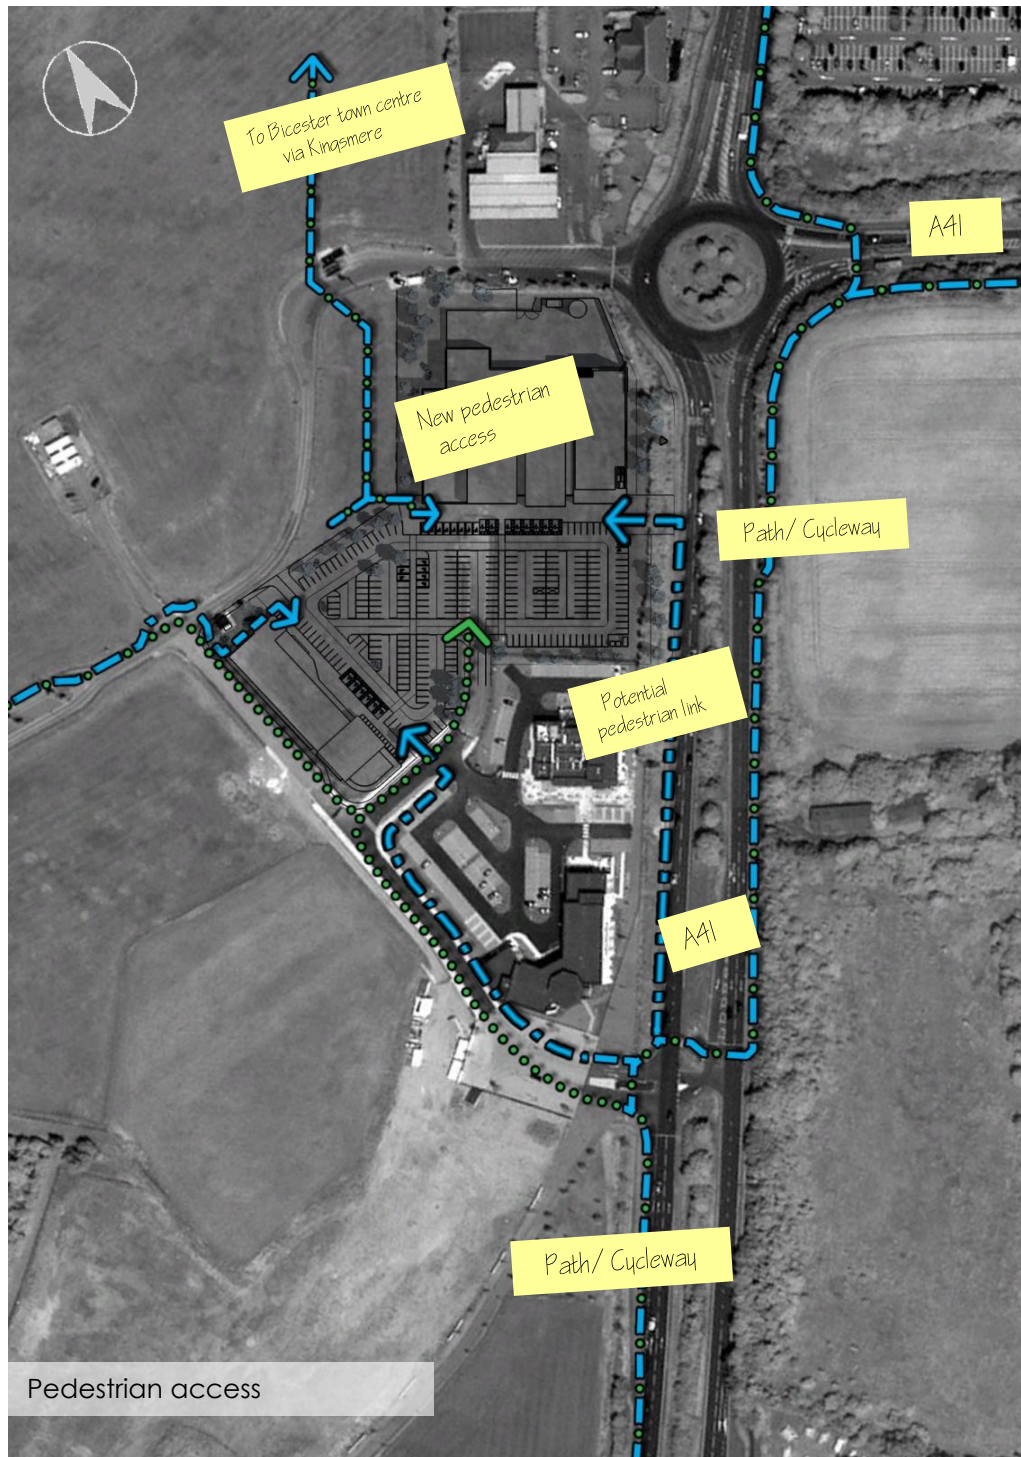 To Bicester town centre
via Kingsmere
A41
New pedestrian
access
Path/ Cycleway
Potential
pedestrian link
A41
Path/ Cycleway
Pedestrian access